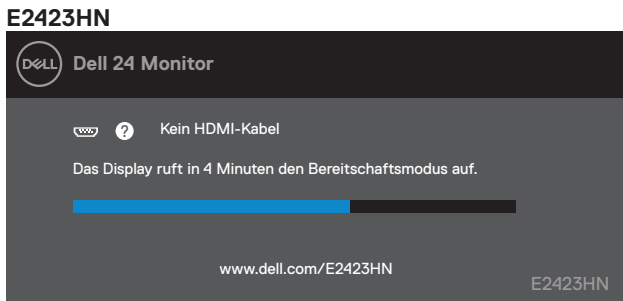 E2423HN
DELL Dell 24 Monitor
? Kein HDMI-Kabel
Das Display ruft in 4 Minuten den Bereitschaftsmodus auf.
www.dell.com/E2423HN
E2423HN